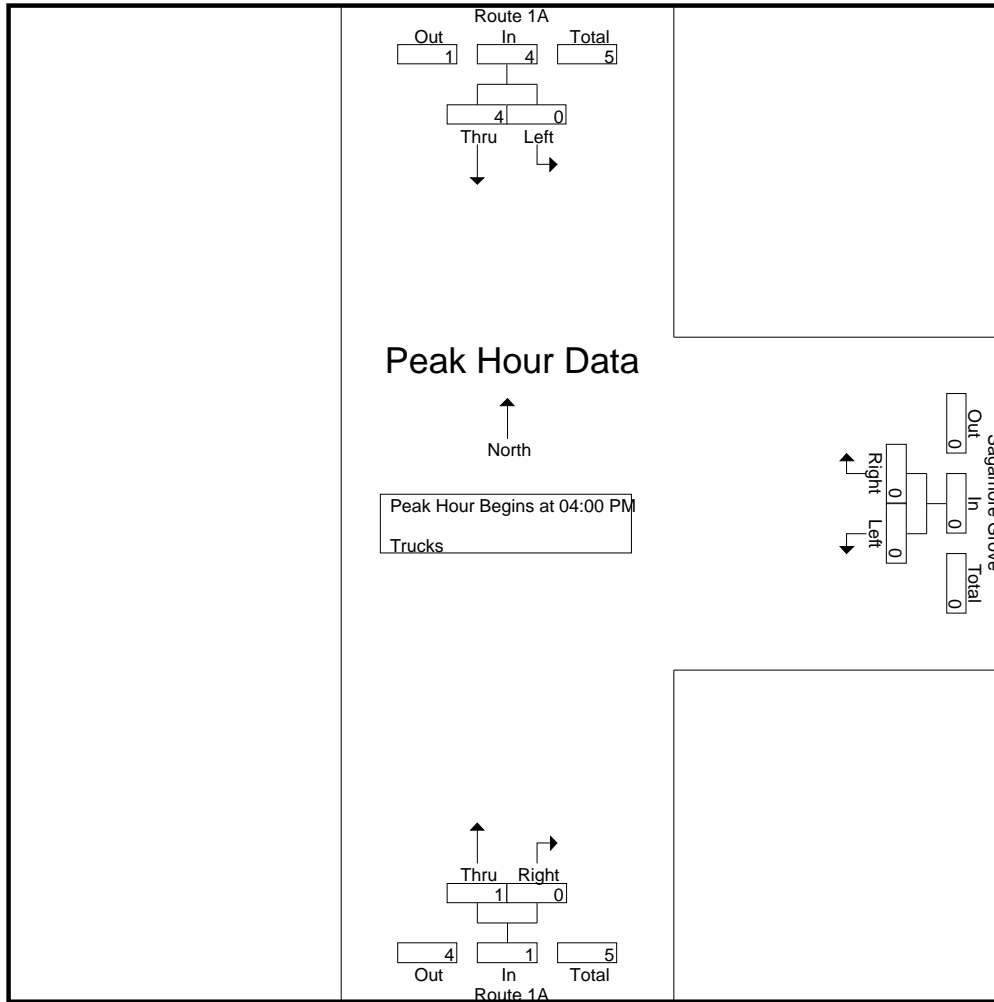 Route 1A
Out In Total
1 4 5
4 0
Thru Left
Peak Hour Data
North
Peak Hour Begins at 04:00 PM
Trucks
Sagamore Grove
Out In Total
0 0 0
Right Left
0 0
Thru Right
1 0
4 1 5
Out In Total
Route 1A